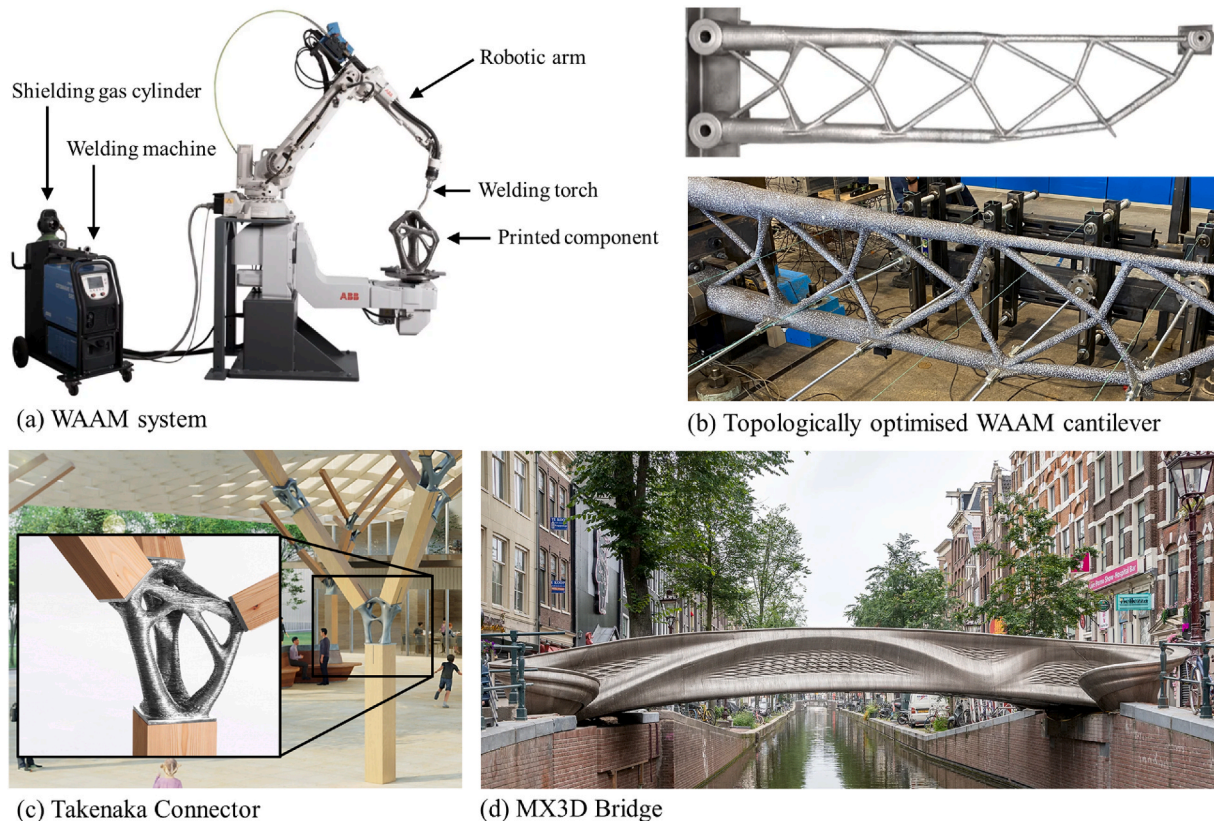 Robotic arm
Shielding gas cylinder
Welding machine
Welding torch
Printed component
ABB
(a) WAAM system
(b) Topologically optimised WAAM cantilever
(c) Takenaka Connector
(d) MX3D Bridge